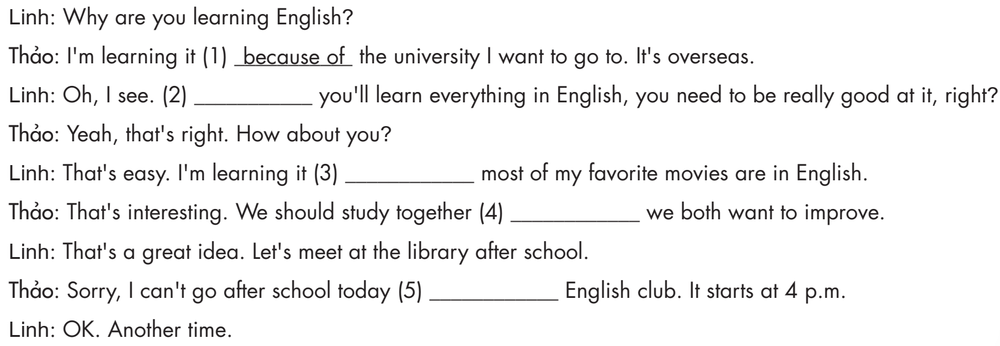 Linh: Why are you learning English?
Thảo: I'm learning it (1) because of the university I want to go to. It's overseas.
Linh: Oh, I see. (2) ___________ you'll learn everything in English, you need to be really good at it, right?
Thảo: Yeah, that's right. How about you?
Linh: That's easy. I'm learning it (3) ____________ most of my favorite movies are in English.
Thảo: That's interesting. We should study together (4) ____________ we both want to improve.
Linh: That's a great idea. Let's meet at the library after school.
Thảo: Sorry, I can't go after school today (5) ____________ English club. It starts at 4 p.m.
Linh: OK. Another time.